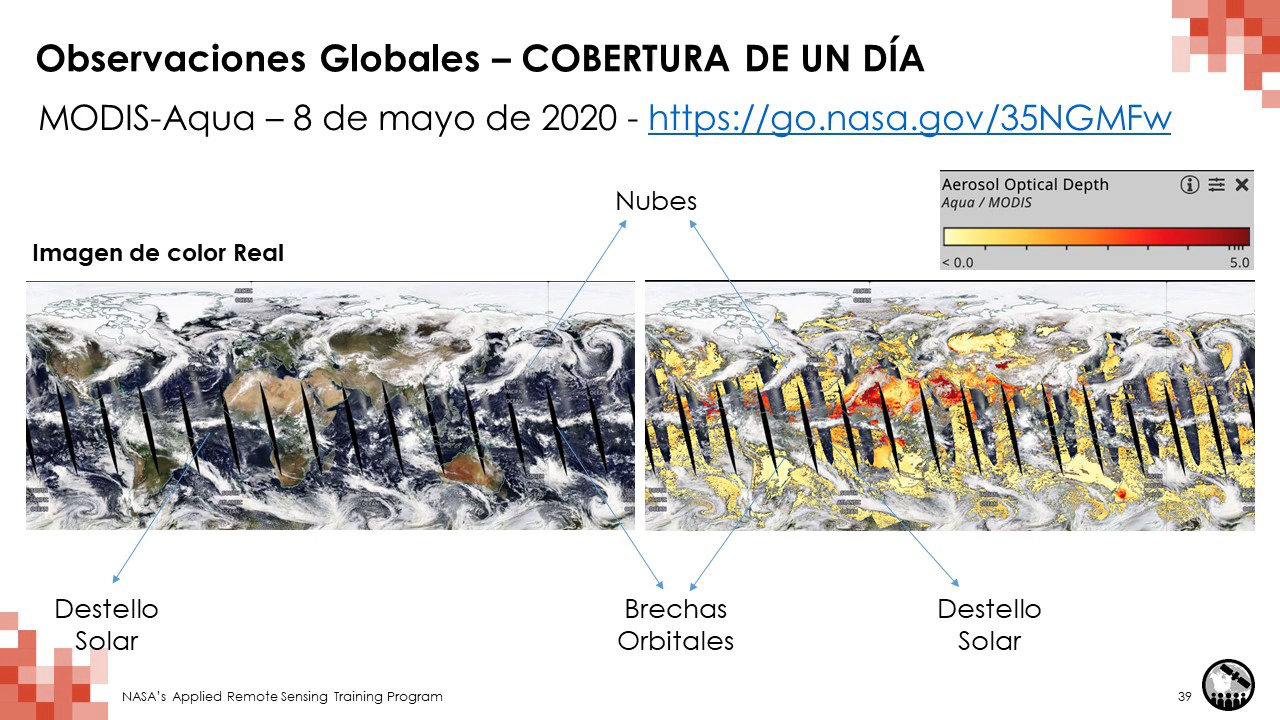 Observaciones Globales – COBERTURA DE UN DÍA
MODIS-Aqua – 8 de mayo de 2020 - https://go.nasa.gov/35NGMFw
Nubes
Aerosol Optical Depth
Aqua / MODIS
< 0.0
5.0
Imagen de color Real
Destello
Solar
Brechas
Orbitales
Destello
Solar
NASA's Applied Remote Sensing Training Program
39